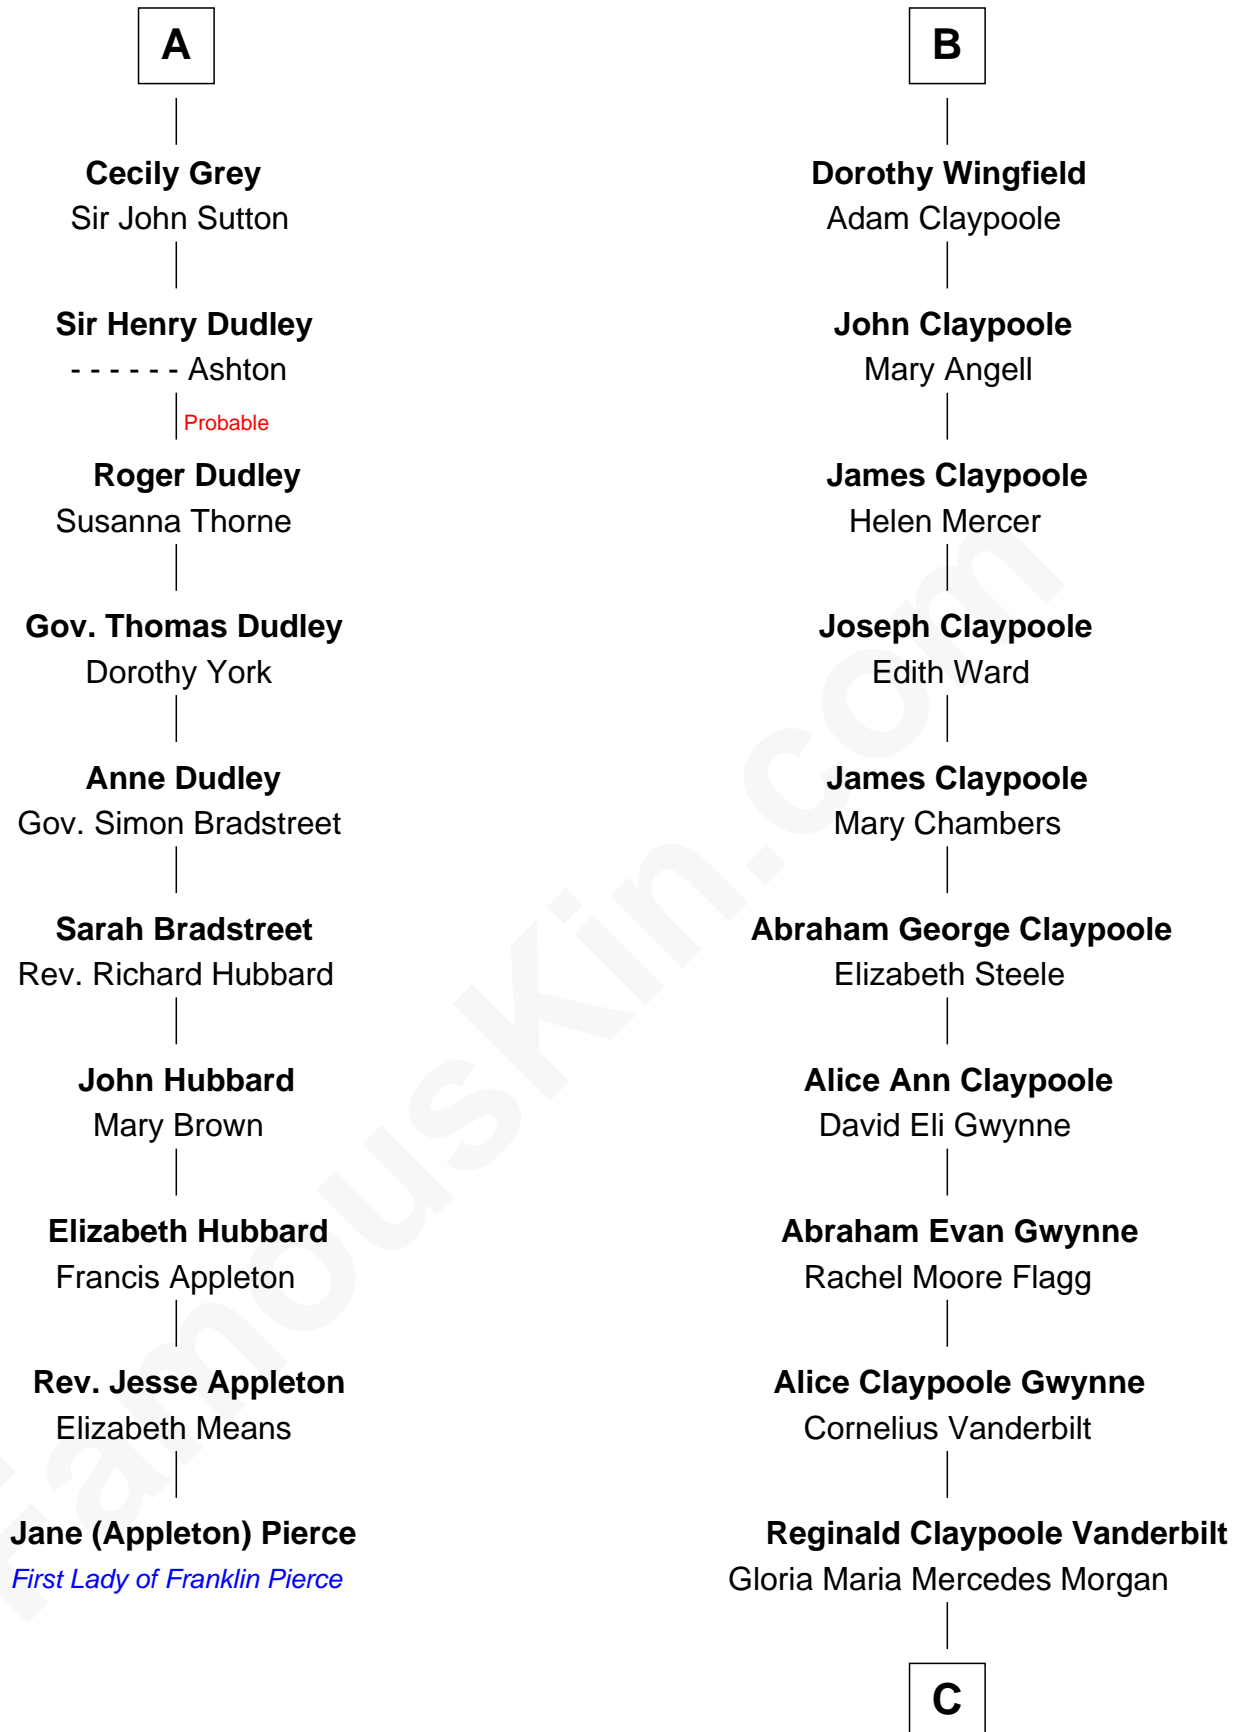 A
Cecily Grey
Sir John Sutton
Sir Henry Dudley
- - - - - - Ashton
Probable
Roger Dudley
Susanna Thorne
Gov. Thomas Dudley
Dorothy York
Anne Dudley
Gov. Simon Bradstreet
Sarah Bradstreet
Rev. Richard Hubbard
John Hubbard
Mary Brown
Elizabeth Hubbard
Francis Appleton
Rev. Jesse Appleton
Elizabeth Means
Jane (Appleton) Pierce
First Lady of Franklin Pierce
B
Dorothy Wingfield
Adam Claypoole
John Claypoole
Mary Angell
James Claypoole
Helen Mercer
Joseph Claypoole
Edith Ward
James Claypoole
Mary Chambers
Abraham George Claypoole
Elizabeth Steele
Alice Ann Claypoole
David Eli Gwynne
Abraham Evan Gwynne
Rachel Moore Flagg
Alice Claypoole Gwynne
Cornelius Vanderbilt
Reginald Claypoole Vanderbilt
Gloria Maria Mercedes Morgan
C
FamousKin.com